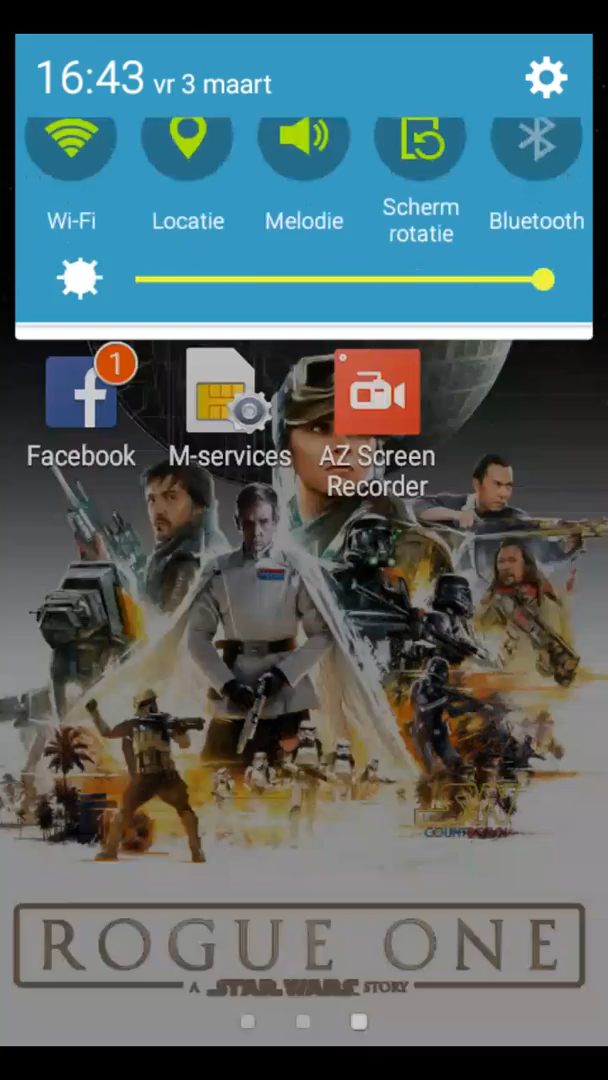 16:43 vr 3 maart
Wi-Fi
Locatie
Melodie
Scherm
rotatie
Bluetooth
1
Facebook
M-services
AZ Screen
Recorder
COUNTDOWN
ROGUE ONE
A STAR WARS STORY